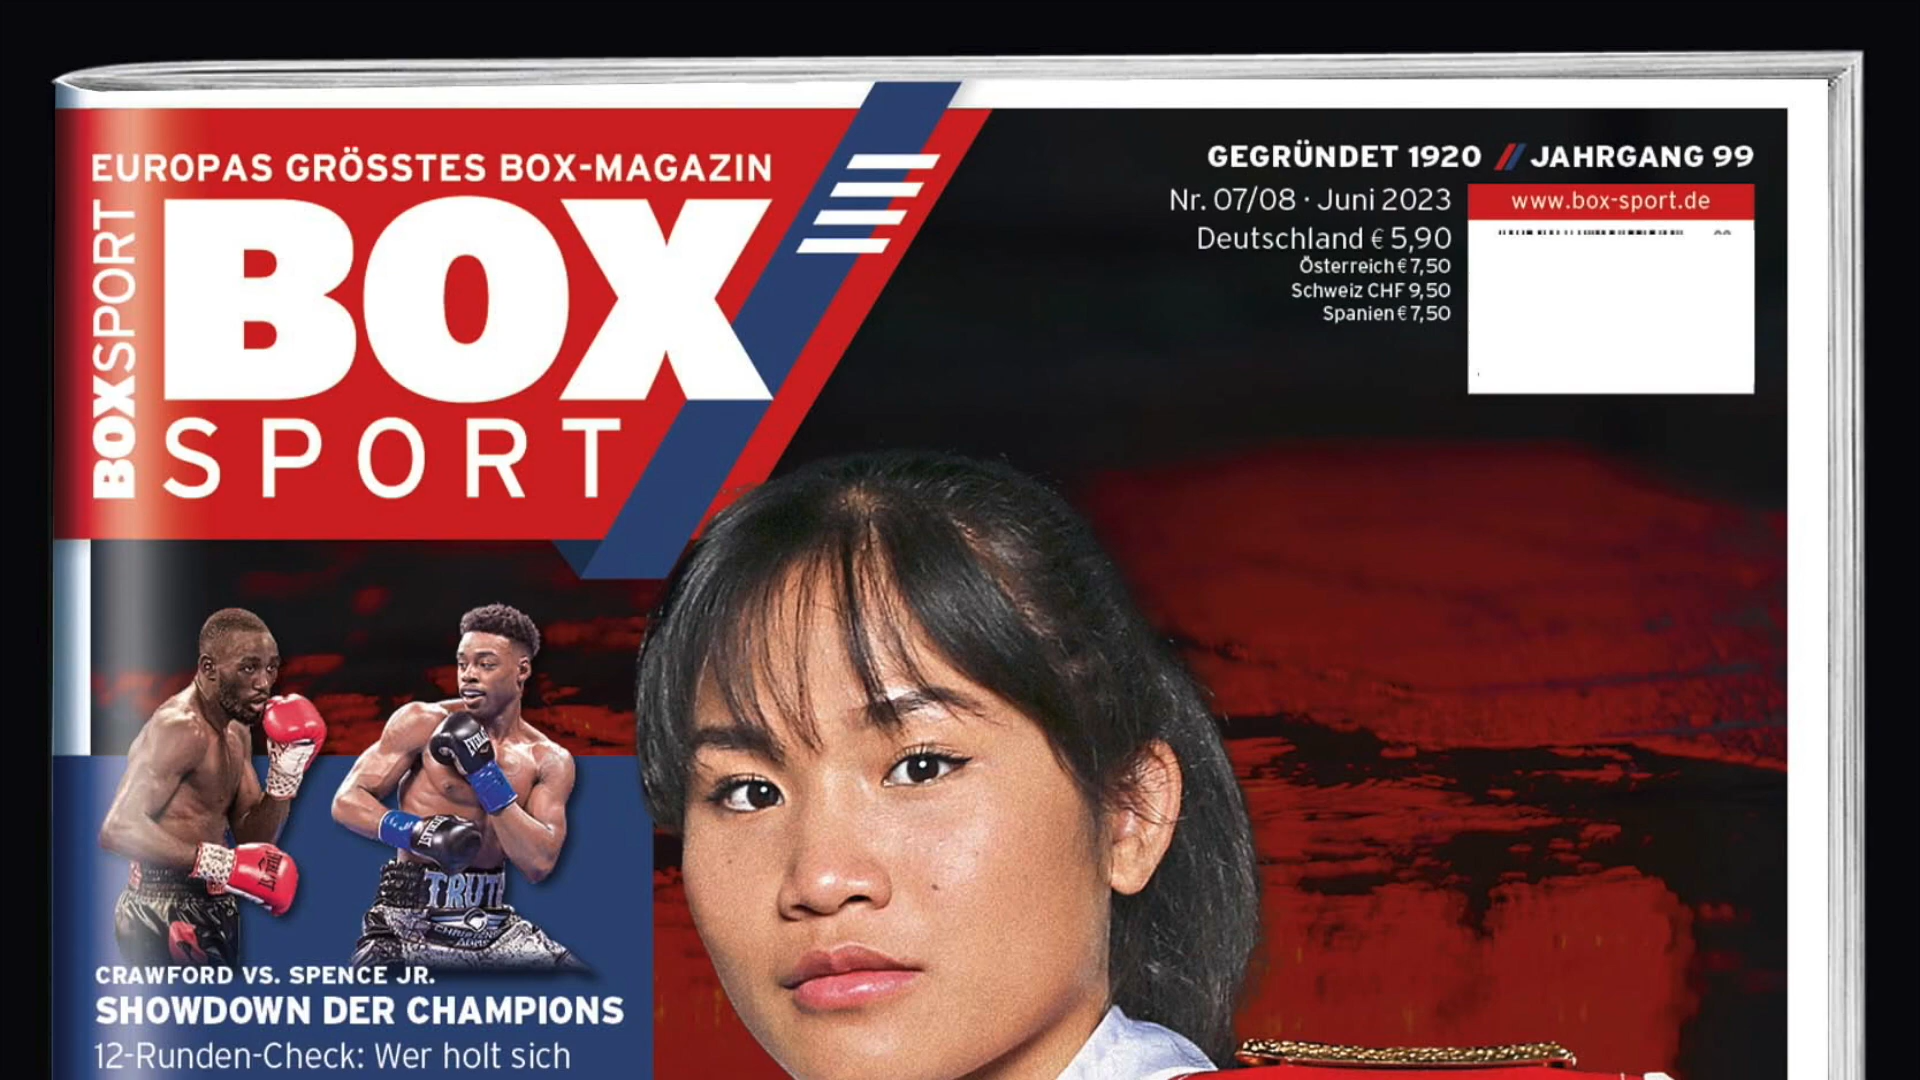 EUROPAS GRÖSSTES BOX-MAGAZIN
BOXSPORT
BOX
SPORT
GEGRÜNDET 1920 // JAHRGANG 99
Nr. 07/08 · Juni 2023
www.box-sport.de
Deutschland € 5,90
Österreich € 7,50
Schweiz CHF 9,50
Spanien € 7,50
TRUTH
CRAWFORD VS. SPENCE JR.
SHOWDOWN DER CHAMPIONS
12-Runden-Check: Wer holt sich